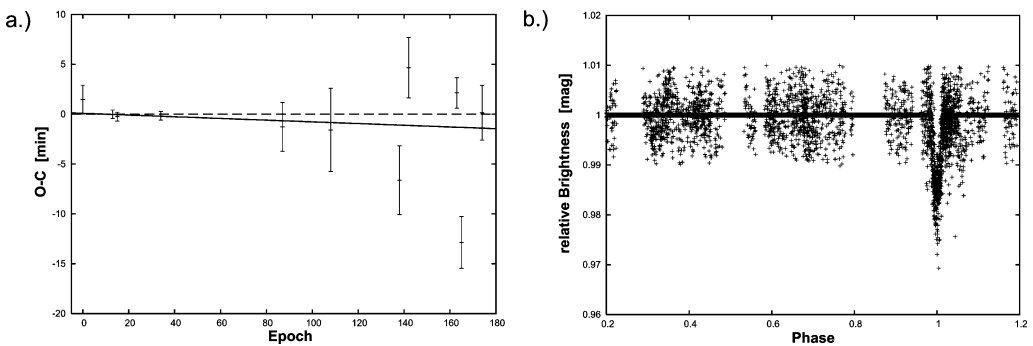 a.)
10
5
0
-5
-10
-15
-20
O-C [min]
0 20 40 60 80 100 120 140 160 180
Epoch
b.)
1.02
1.01
1
0.99
0.98
0.97
0.96
relative Brightness [mag]
0.2 0.4 0.6 0.8 1 1.2
Phase